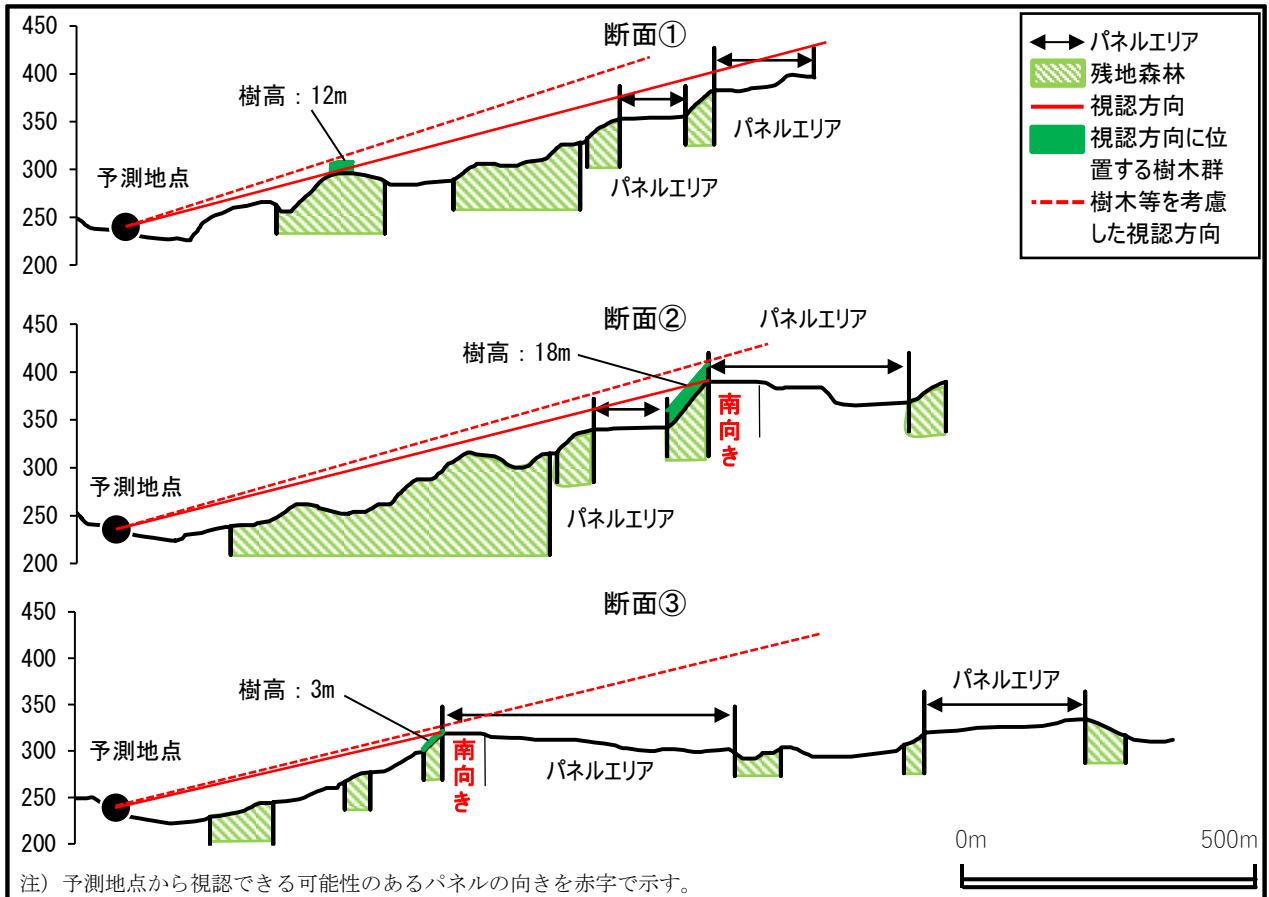 断面①
450
400
350
300
250
200
樹高：12m
予測地点
パネルエリア
パネルエリア
パネルエリア
残地森林
視認方向
視認方向に位
置する樹木群
樹木等を考慮
した視認方向
断面②
450
400
350
300
250
200
樹高：18m
予測地点
パネルエリア
パネルエリア
南向き
断面③
450
400
350
300
250
200
樹高：3m
予測地点
南向き
パネルエリア
パネルエリア
0m
500m
注）予測地点から視認できる可能性のあるパネルの向きを赤字で示す。